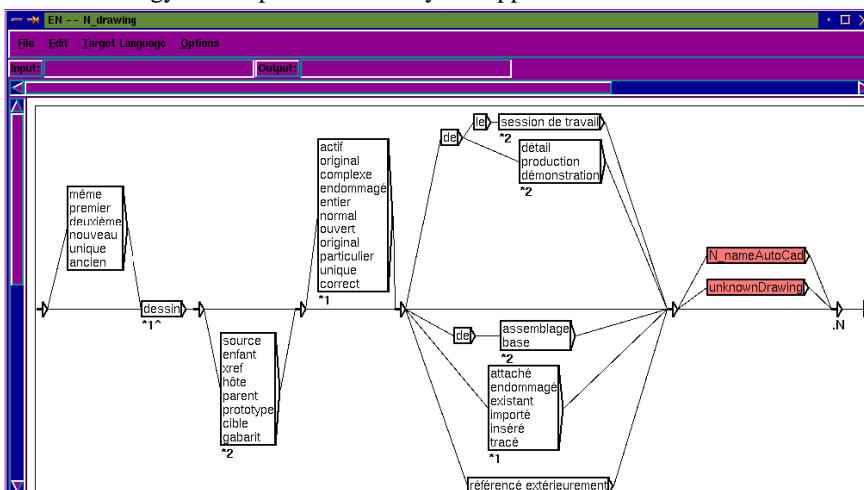 EN -- N_drawing
File Edit Target Language Options
Input: Output:
même
premier
deuxième
nouveau
unique
ancien
dessin
*1^
source
enfant
xref
hôte
parent
prototype
cible
gabarit
*2
actif
original
complexe
endommagé
entier
normal
ouvert
original
particulier
unique
correct
*1
de
le
session de travail
*2
détail
production
démonstration
*2
de
assemblage
base
*2
attaché
endommagé
existant
importé
inséré
tracé
*1
référencé extérieurement
N_nameAutoCad
unknownDrawing
.N